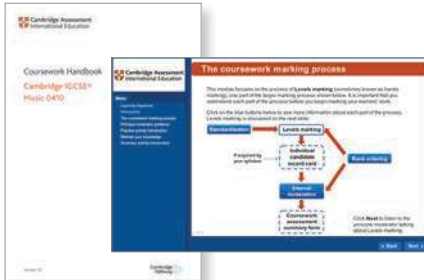 Cambridge Assessment
International Education
Coursework Handbook
Cambridge IGCSE®
Music 0410
Cambridge Assessment
International Education
The coursework marking process
Menu
This module focuses on the process of Levels marking (sometimes known as banded
marking), one part of the larger marking process shown below. It is important that you
understand each part of the process before you begin marking your learners' work.
Click on the blue buttons below to see more information about each part of the process.
Levels marking is discussed on the next slide.
Standardisation
Levels marking
If required by
your syllabus
Individual
candidate
record card
Rank ordering
Internal
moderation
Coursework
assessment
summary form
Click Next to listen to the
principal moderator talking
about Levels marking.
Back
Next
Cambridge
Pathway